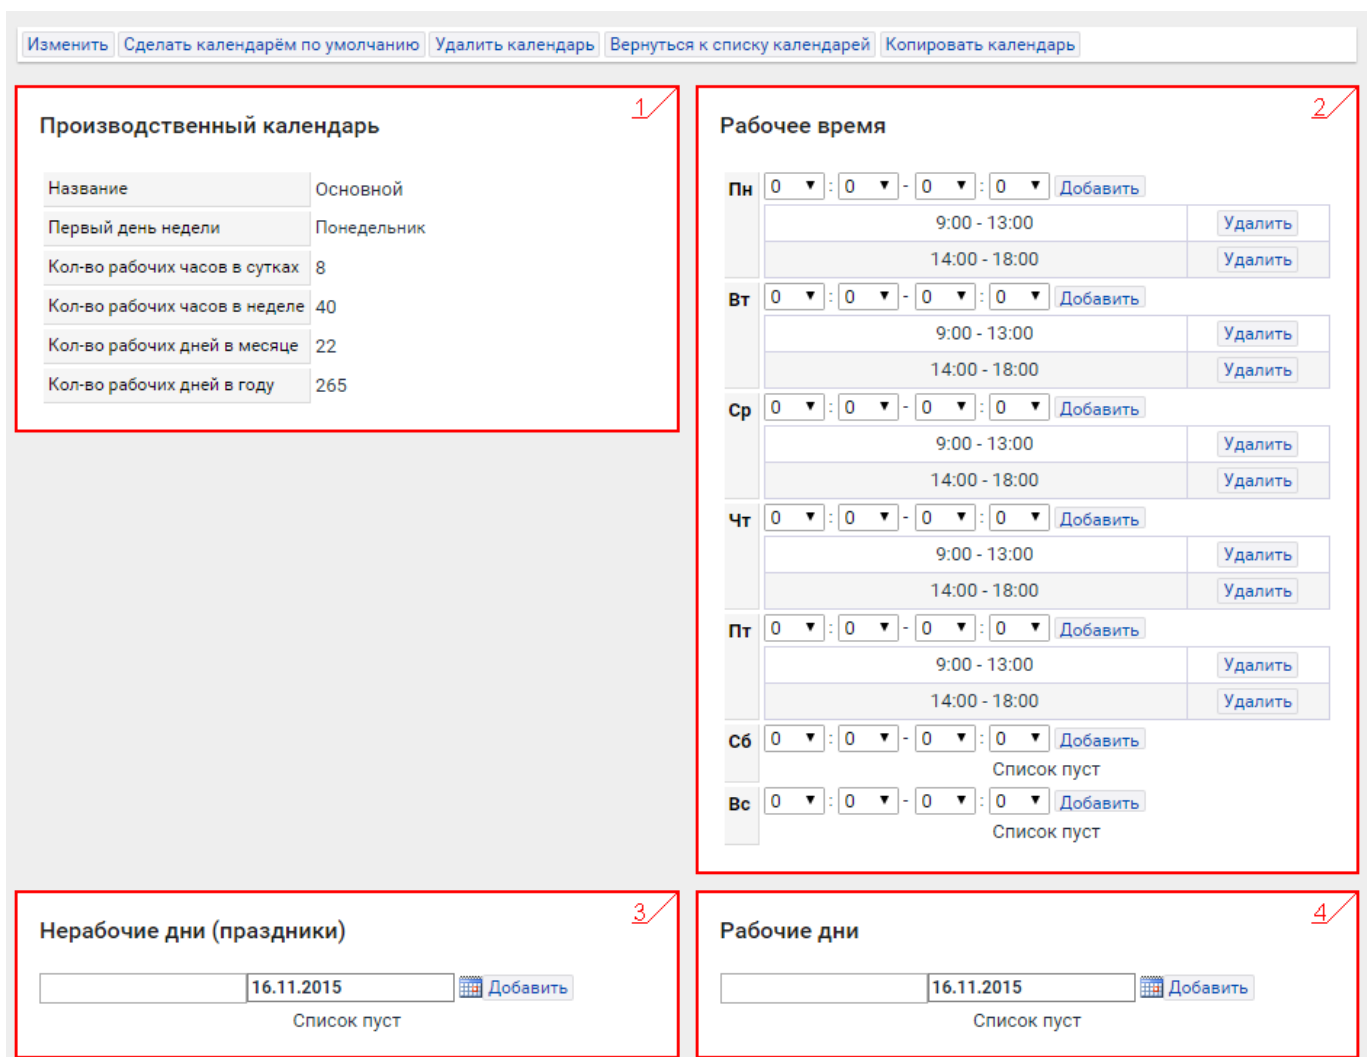 Изменить Сделать календарём по умолчанию Удалить календарь Вернуться к списку календарей Копировать календарь
1
Производственный календарь
Название Основной
Первый день недели Понедельник
Кол-во рабочих часов в сутках 8
Кол-во рабочих часов в неделе 40
Кол-во рабочих дней в месяце 22
Кол-во рабочих дней в году 265
2
Рабочее время
Пн 0 : 0 - 0 : 0 Добавить
9:00 - 13:00 Удалить
14:00 - 18:00 Удалить
Вт 0 : 0 - 0 : 0 Добавить
9:00 - 13:00 Удалить
14:00 - 18:00 Удалить
Ср 0 : 0 - 0 : 0 Добавить
9:00 - 13:00 Удалить
14:00 - 18:00 Удалить
Чт 0 : 0 - 0 : 0 Добавить
9:00 - 13:00 Удалить
14:00 - 18:00 Удалить
Пт 0 : 0 - 0 : 0 Добавить
9:00 - 13:00 Удалить
14:00 - 18:00 Удалить
Сб 0 : 0 - 0 : 0 Добавить
Список пуст
Вс 0 : 0 - 0 : 0 Добавить
Список пуст
3
Нерабочие дни (праздники)
16.11.2015 Добавить
Список пуст
4
Рабочие дни
16.11.2015 Добавить
Список пуст